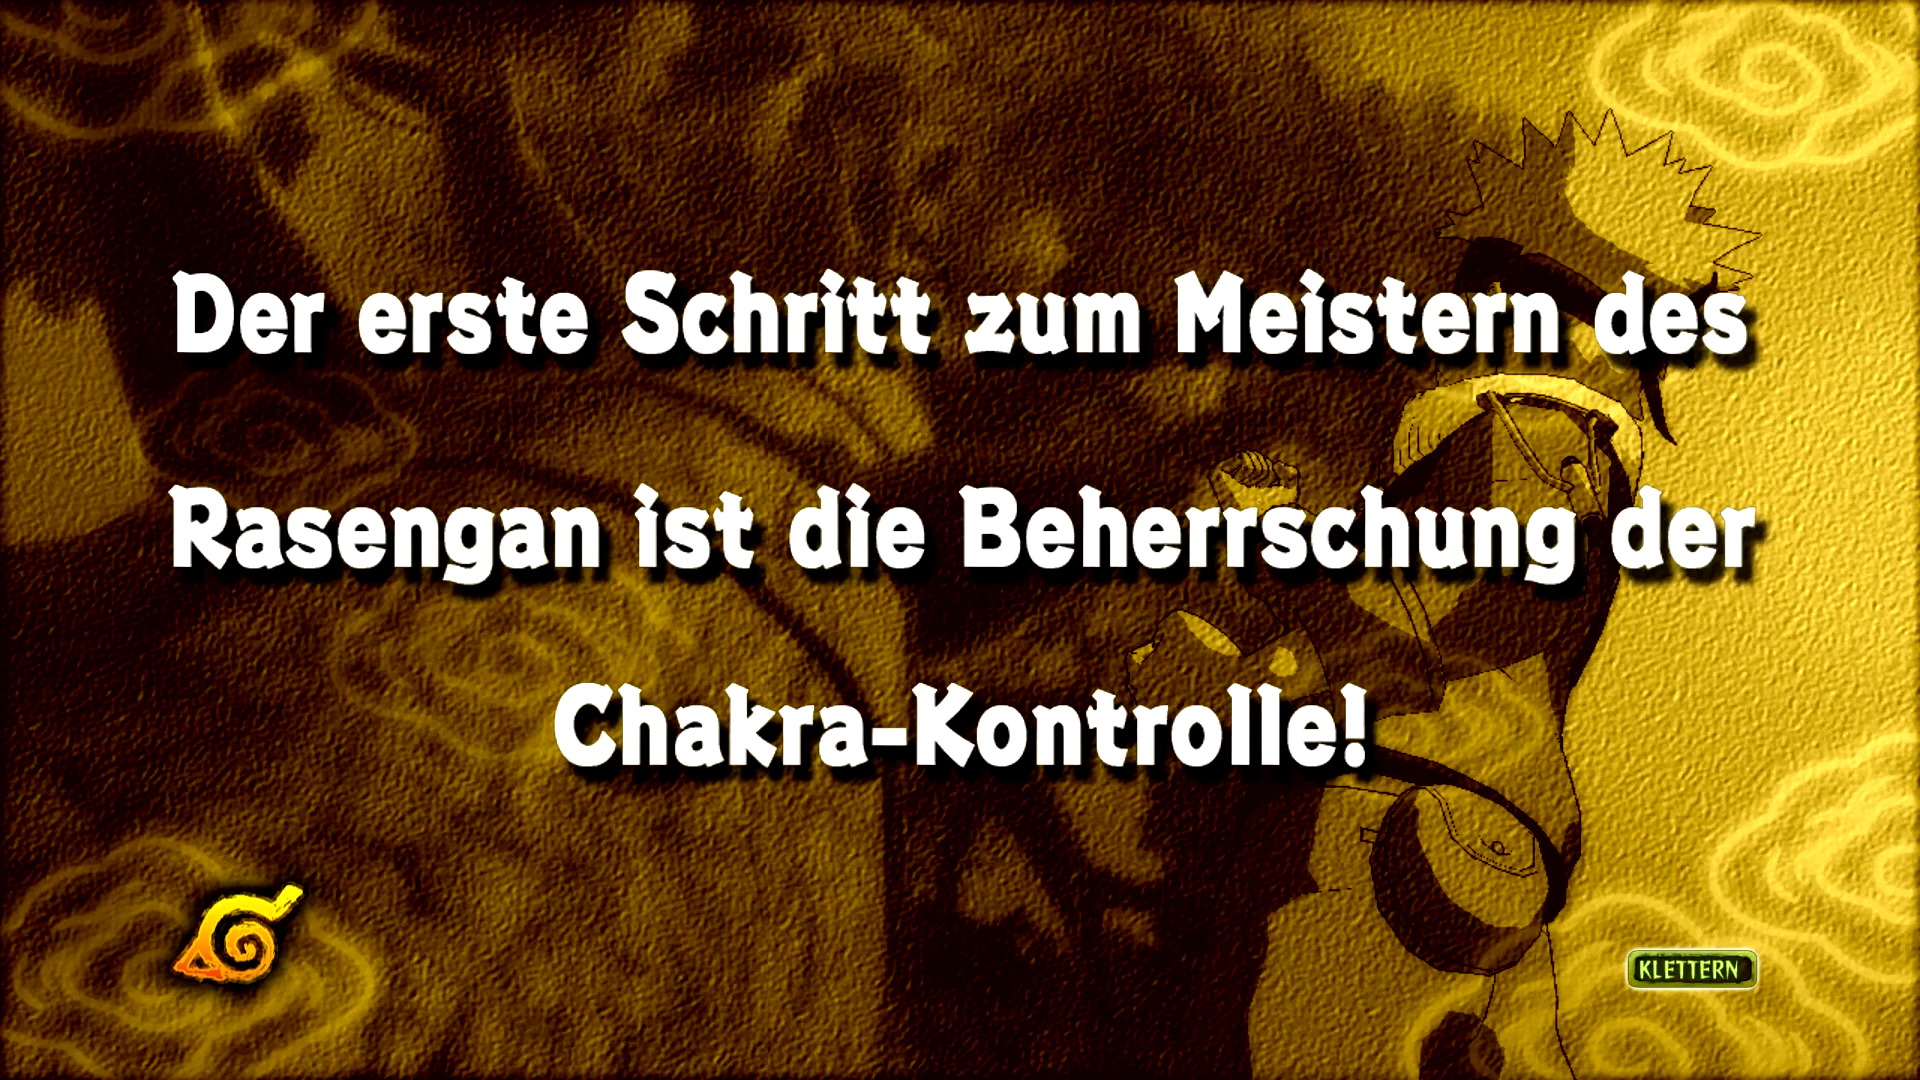 Der erste Schritt zum Meistern des
Rasengan ist die Beherrschung der
Chakra-Kontrolle!
KLETTERN